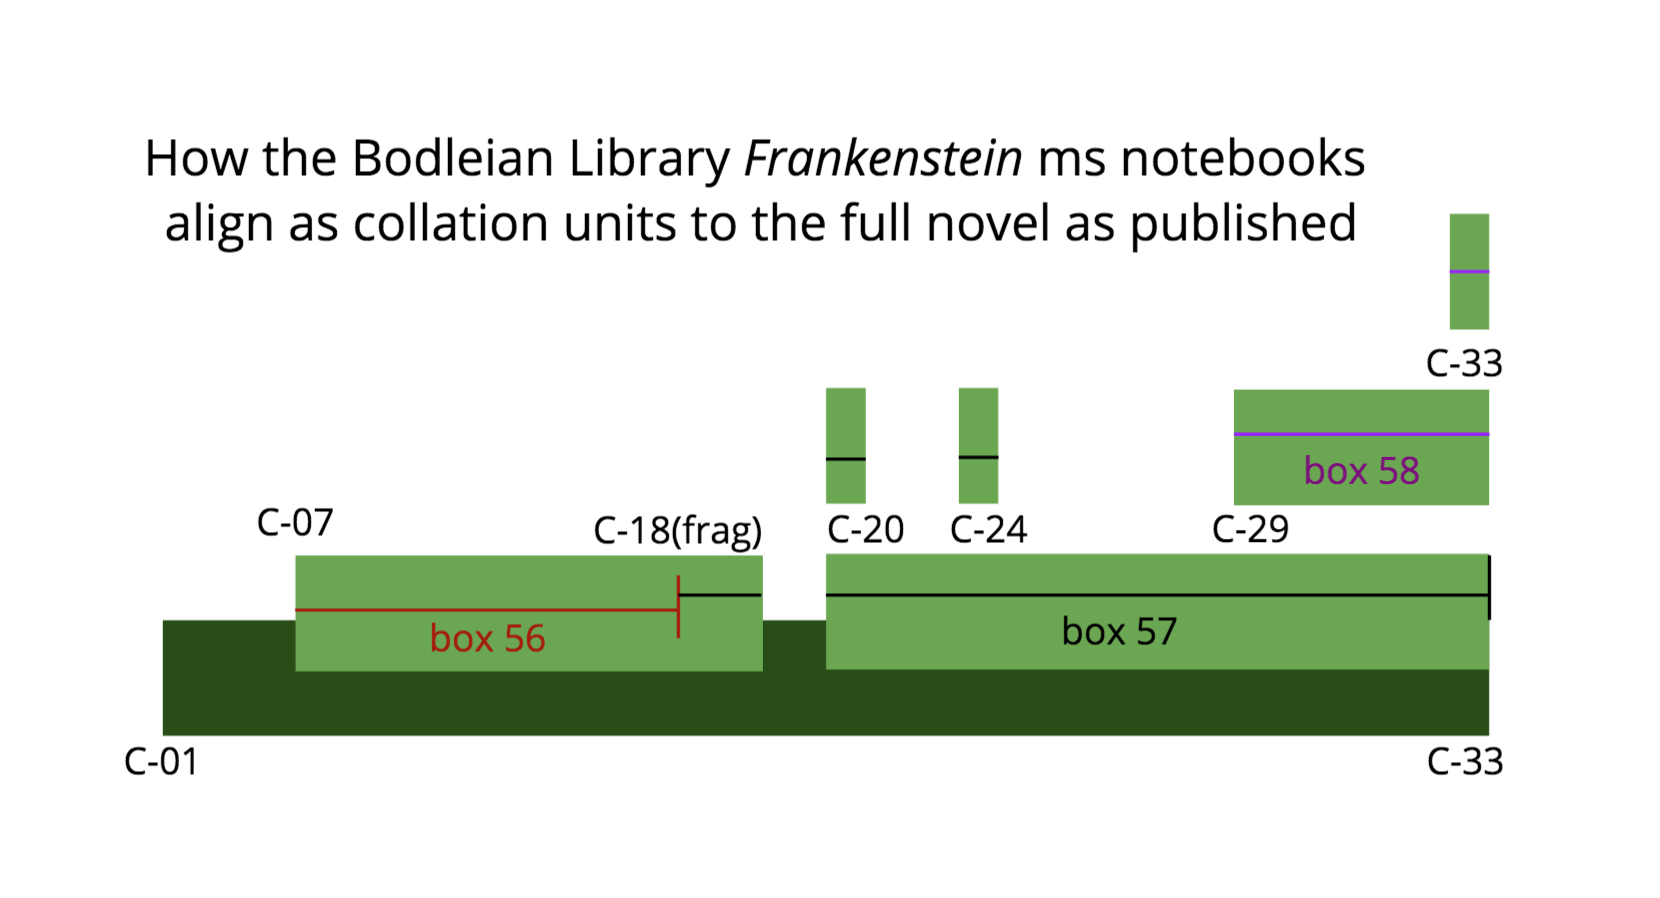 How the Bodleian Library Frankenstein ms notebooks
align as collation units to the full novel as published
C-33
box 58
C-07
C-18(frag)
C-20
C-24
C-29
box 56
box 57
C-01
C-33